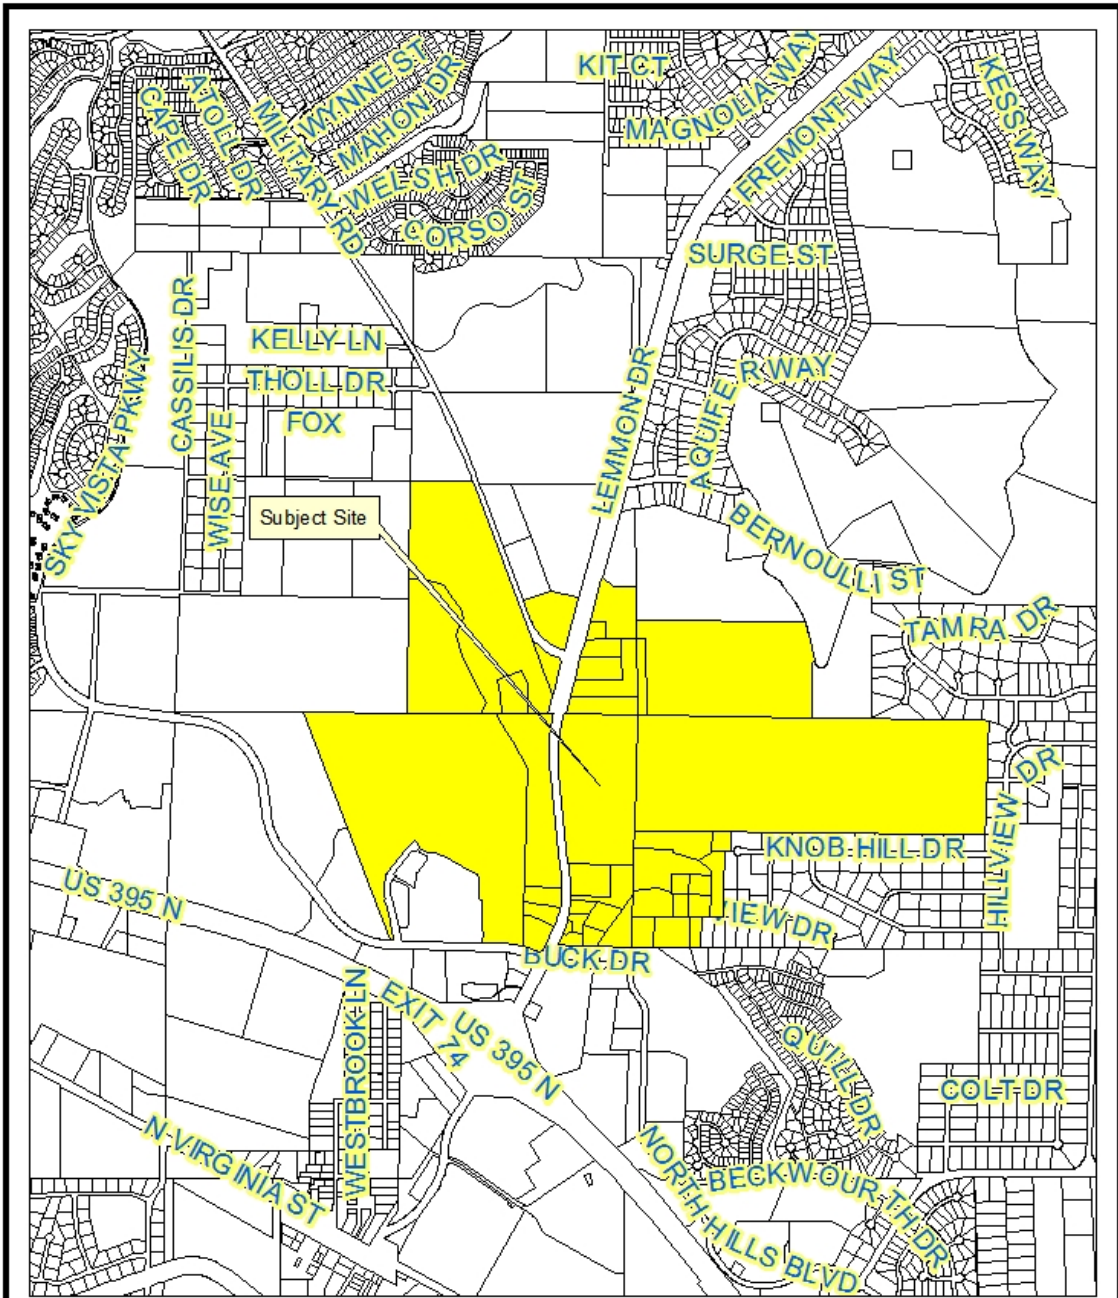 KIT CT
MAGNOLIA WAY
FREMONT WAY
KESS WAY
WYNNE ST
MAHON DR
ATOLL DR
CAPE DR
MILITARY RD
WELSH DR
CORSO ST
SURGE ST
CASSILIS DR
KELLY LN
THOLL DR
FOX
WISE AVE
SKY VISTA PKWY
LEMMON DR
AQUIFE R WAY
Subject Site
BERNOULLI ST
TAMRA DR
HILLVIEW DR
KNOB HILL DR
VIEW DR
US 395 N
BUCK DR
WESTBROOK LN
EXIT 74
US 395 N
QUILL DR
COLT DR
N VIRGINIA ST
NORTH HILLS BLVD
BECKWOURTH DR